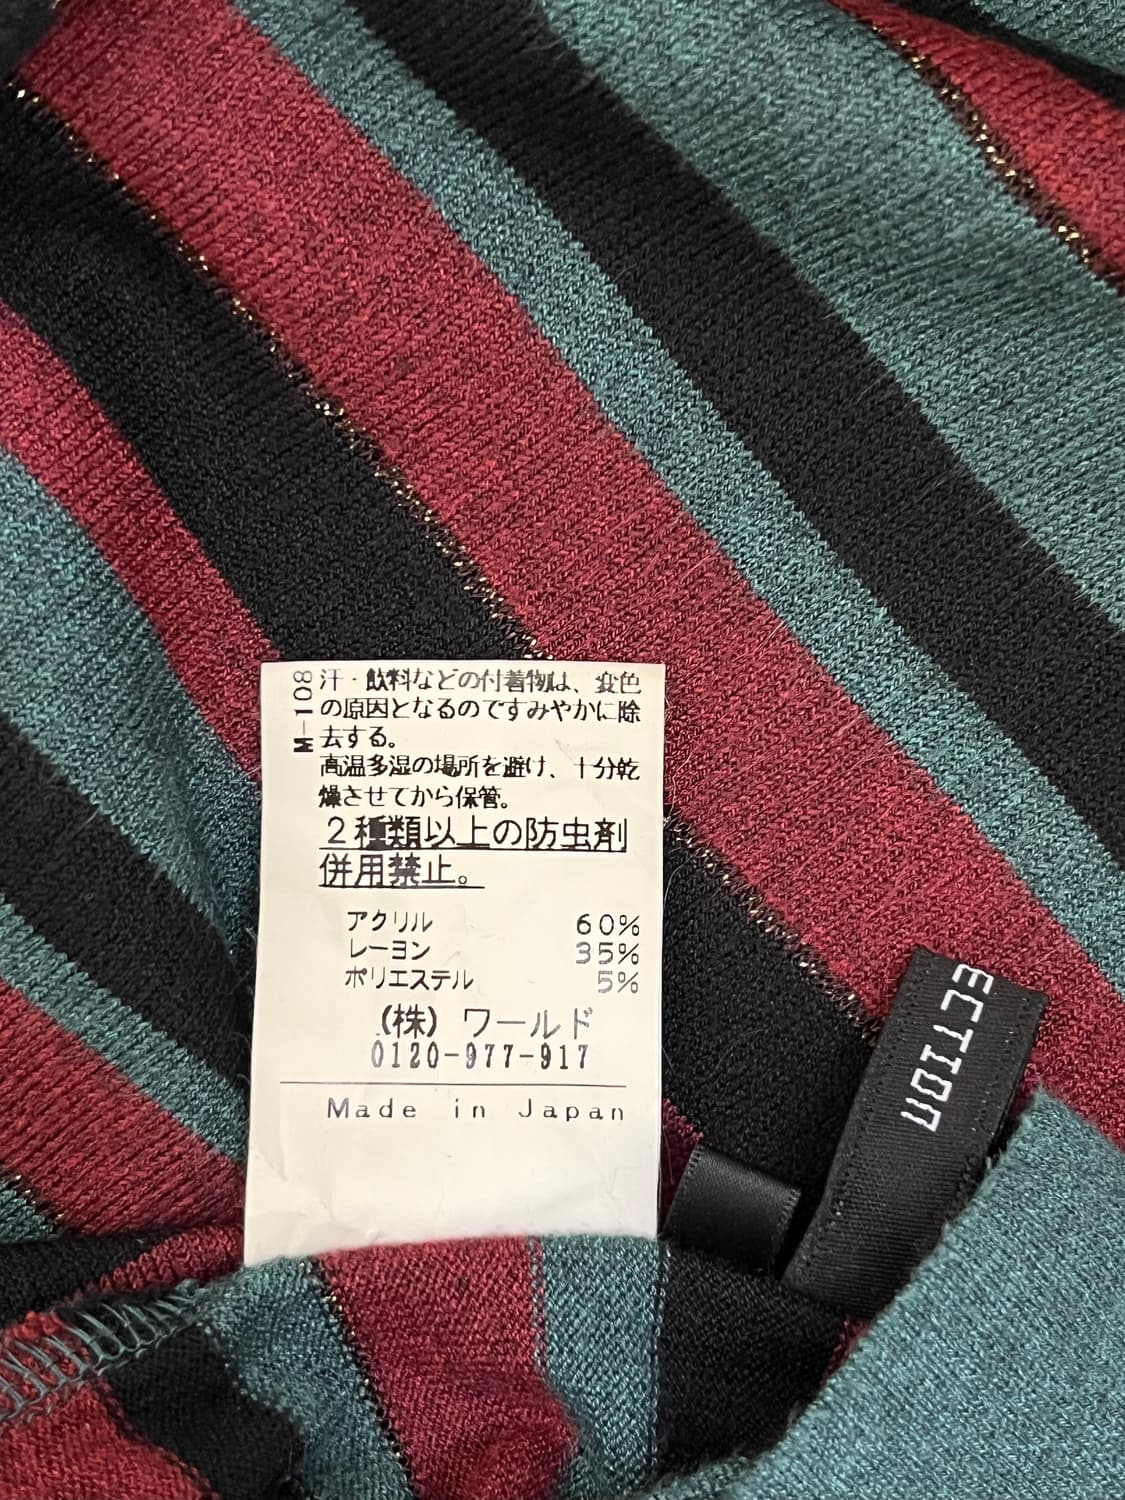 M-108
汗・飲料などの付着物は、変色
の原因となるのですみやかに除
去する。
高温多湿の場所を避け、十分乾
燥させてから保管。
2種類以上の防虫剤
併用禁止。
アクリル 60%
レーヨン 35%
ポリエステル 5%
(株)ワールド
0120-977-917
Made in Japan
ECTION